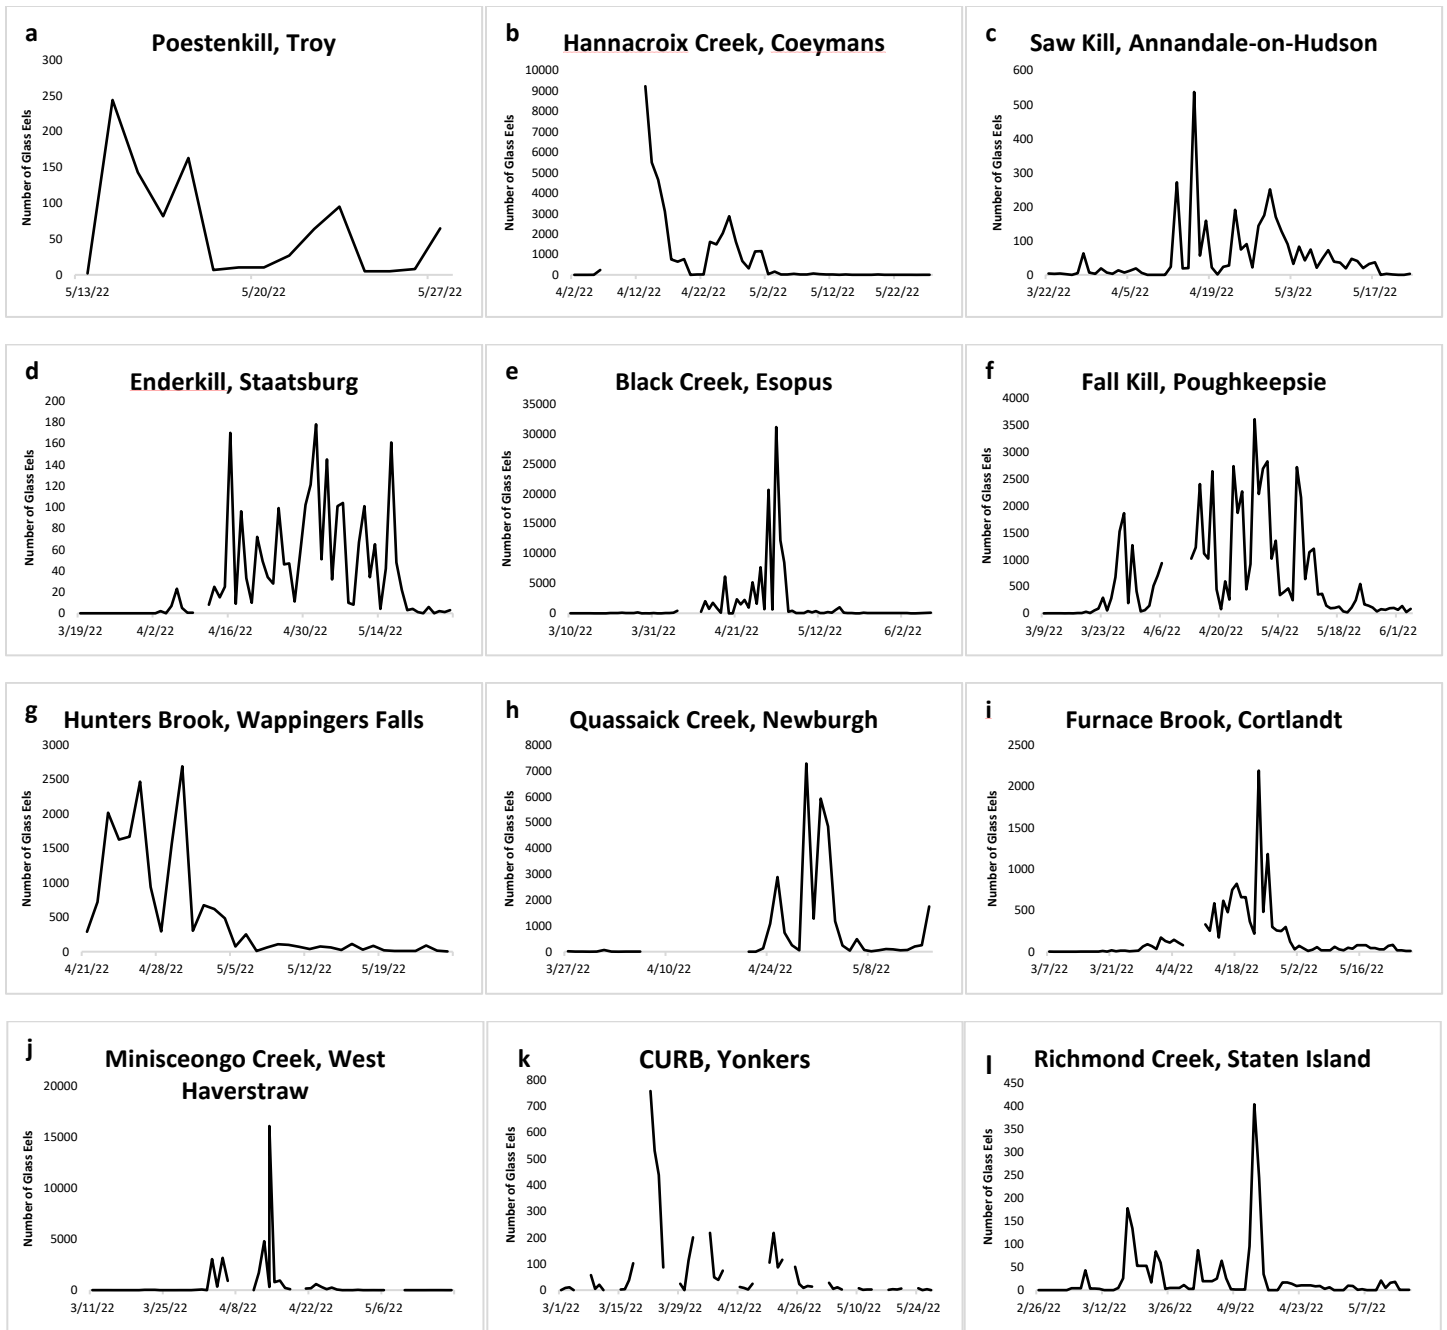 a
Poestenkill, Troy
Number of Glass Eels
300
250
200
150
100
50
0
5/13/22 5/20/22 5/27/22
b
Hannacroix Creek, Coeymans
Number of Glass Eels
10000
9000
8000
7000
6000
5000
4000
3000
2000
1000
0
4/2/22 4/12/22 4/22/22 5/2/22 5/12/22 5/22/22
c
Saw Kill, Annandale-on-Hudson
Number of Glass Eels
600
500
400
300
200
100
0
3/22/22 4/5/22 4/19/22 5/3/22 5/17/22
d
Enderkill, Staatsburg
Number of Glass Eels
200
180
160
140
120
100
80
60
40
20
0
3/19/22 4/2/22 4/16/22 4/30/22 5/14/22
e
Black Creek, Esopus
Number of Glass Eels
35000
30000
25000
20000
15000
10000
5000
0
3/10/22 3/31/22 4/21/22 5/12/22 6/2/22
f
Fall Kill, Poughkeepsie
Number of Glass Eels
4000
3500
3000
2500
2000
1500
1000
500
0
3/9/22 3/23/22 4/6/22 4/20/22 5/4/22 5/18/22 6/1/22
g
Hunters Brook, Wappingers Falls
Number of Glass Eels
3000
2500
2000
1500
1000
500
0
4/21/22 4/28/22 5/5/22 5/12/22 5/19/22
h
Quassaick Creek, Newburgh
Number of Glass Eels
8000
7000
6000
5000
4000
3000
2000
1000
0
3/27/22 4/10/22 4/24/22 5/8/22
i
Furnace Brook, Cortlandt
Number of Glass Eels
2500
2000
1500
1000
500
0
3/7/22 3/21/22 4/4/22 4/18/22 5/2/22 5/16/22
j
Minisceongo Creek, West
Haverstraw
Number of Glass Eels
20000
15000
10000
5000
0
3/11/22 3/25/22 4/8/22 4/22/22 5/6/22
k
CURB, Yonkers
Number of Glass Eels
800
700
600
500
400
300
200
100
0
3/1/22 3/15/22 3/29/22 4/12/22 4/26/22 5/10/22 5/24/22
l
Richmond Creek, Staten Island
Number of Glass Eels
450
400
350
300
250
200
150
100
50
0
2/26/22 3/12/22 3/26/22 4/9/22 4/23/22 5/7/22